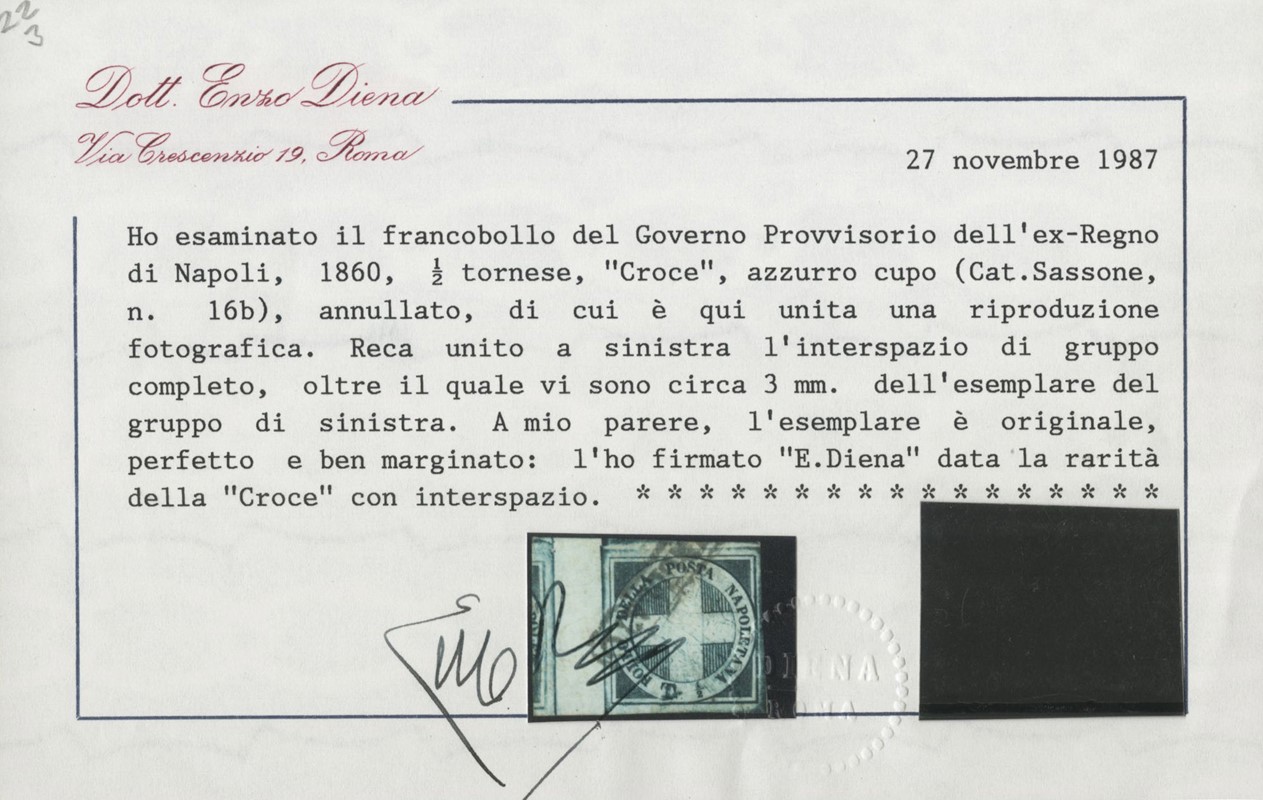 22
3
Dott. Enzo Diena
Via Crescenzio 19, Roma
27 novembre 1987
Ho esaminato il francobollo del Governo Provvisorio dell'ex-Regno
di Napoli, 1860, ½ tornese, "Croce", azzurro cupo (Cat.Sassone,
n. 16b), annullato, di cui è qui unita una riproduzione
fotografica. Reca unito a sinistra l'interspazio di gruppo
completo, oltre il quale vi sono circa 3 mm. dell'esemplare del
gruppo di sinistra. A mio parere, l'esemplare è originale,
perfetto e ben marginato: l'ho firmato "E.Diena" data la rarità
della "Croce" con interspazio. * * * * * * * * * * * * * * * * *
DELLA POSTA NAPOLETANA
DIENA
ROMA